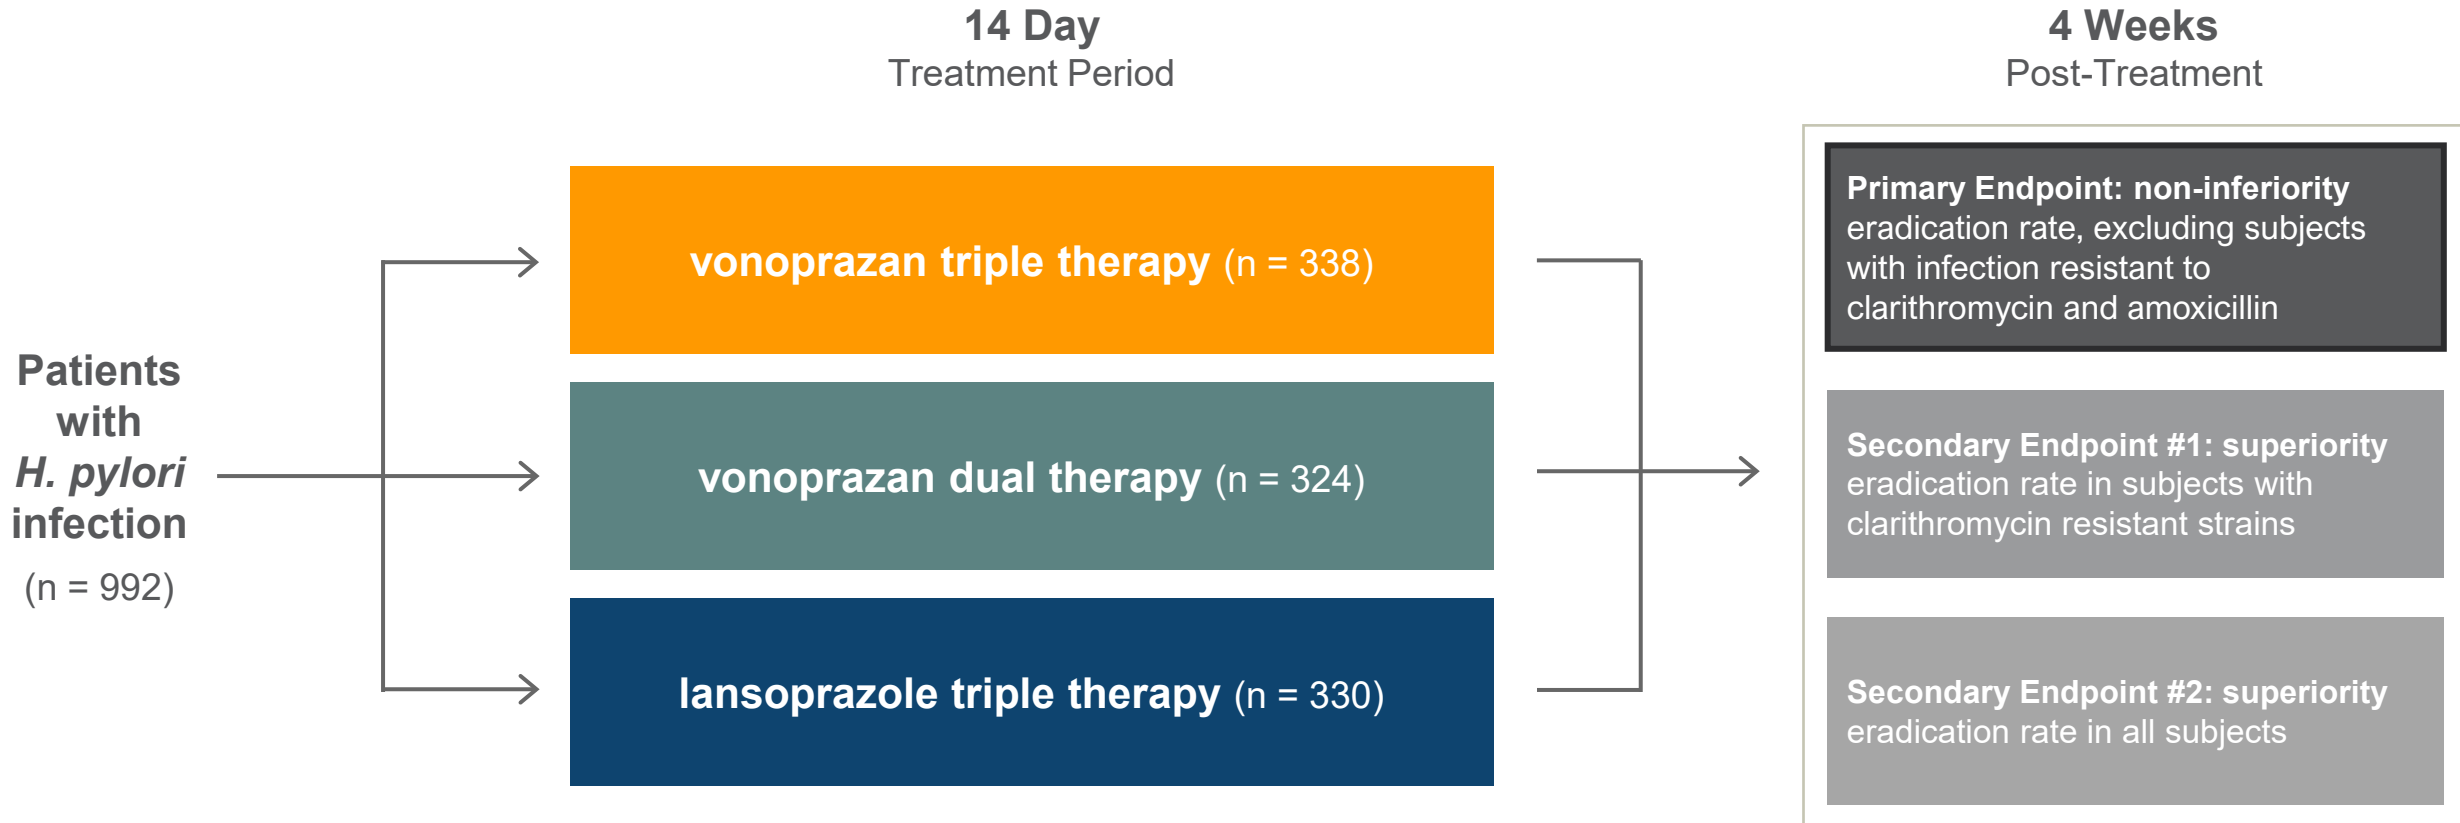 14 Day
Treatment Period
4 Weeks
Post-Treatment
Patients
with
H. pylori
infection
(n = 992)
vonoprazan triple therapy (n = 338)
vonoprazan dual therapy (n = 324)
lansoprazole triple therapy (n = 330)
Primary Endpoint: non-inferiority
eradication rate, excluding subjects
with infection resistant to
clarithromycin and amoxicillin
Secondary Endpoint #1: superiority
eradication rate in subjects with
clarithromycin resistant strains
Secondary Endpoint #2: superiority
eradication rate in all subjects